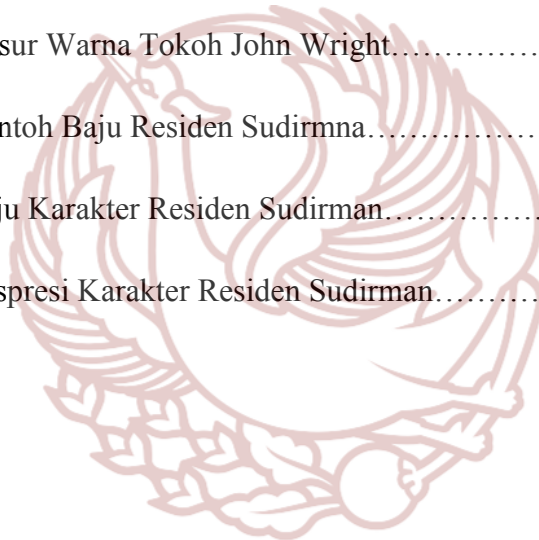 sur Warna Tokoh John Wright……………
ntoh Baju Residen Sudirmna………………
ju Karakter Residen Sudirman……………..
spresi Karakter Residen Sudirman…………